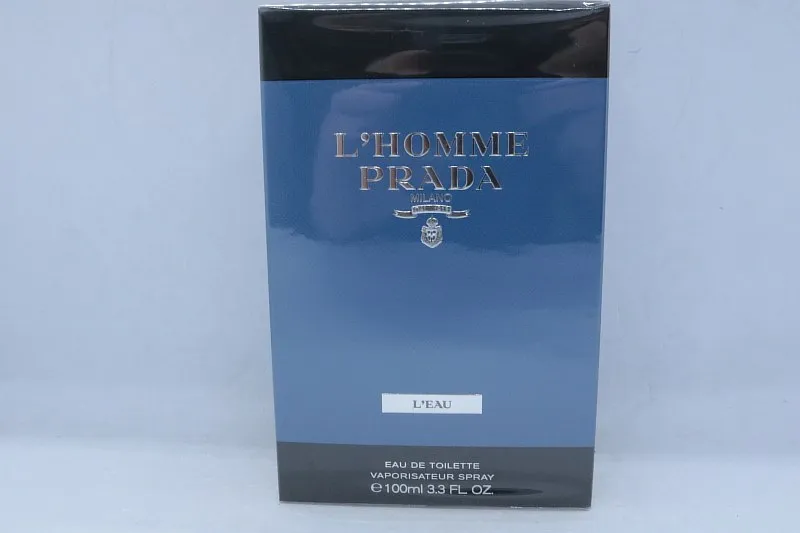 L'HOMME
PRADA
MILANO
L'EAU
EAU DE TOILETTE
VAPORISATEUR SPRAY
℮100ml 3.3 FL. OZ.